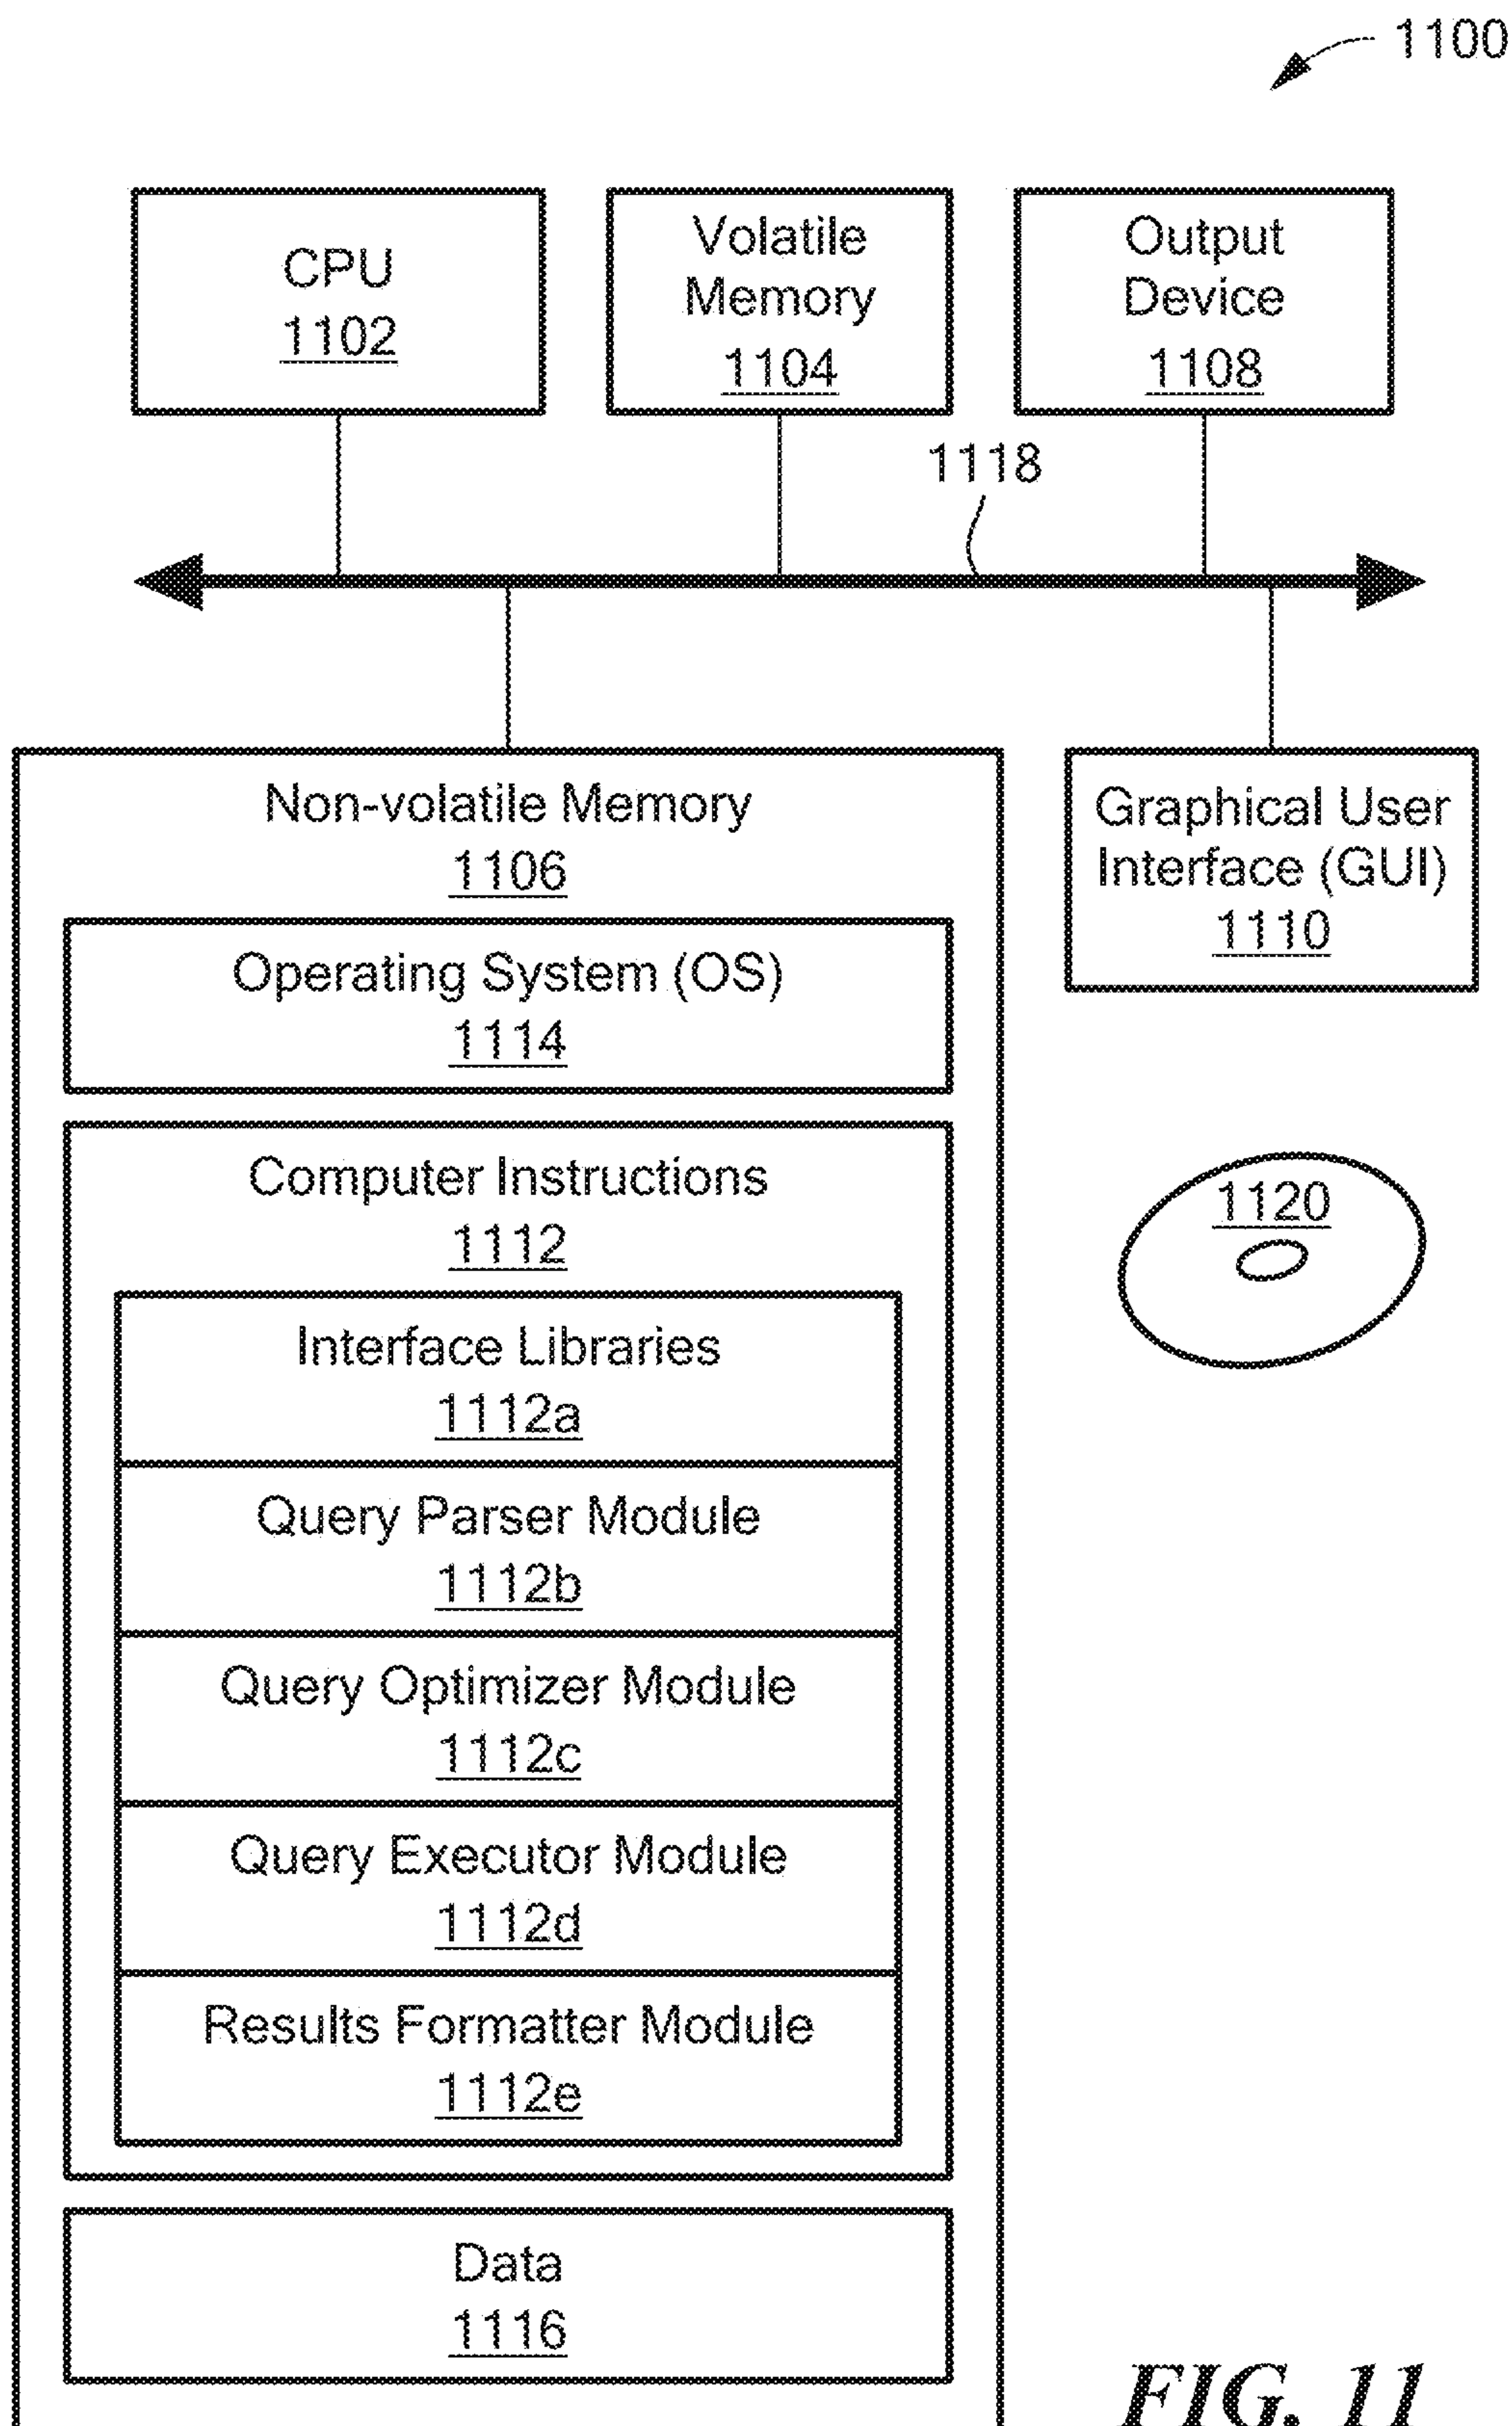 1100
CPU
1102
Volatile
Memory
1104
Output
Device
1108
1118
Non-volatile Memory
1106
Operating System (OS)
1114
Computer Instructions
1112
Interface Libraries
1112a
Query Parser Module
1112b
Query Optimizer Module
1112c
Query Executor Module
1112d
Results Formatter Module
1112e
Data
1116
Graphical User
Interface (GUI)
1110
1120
FIG. 11